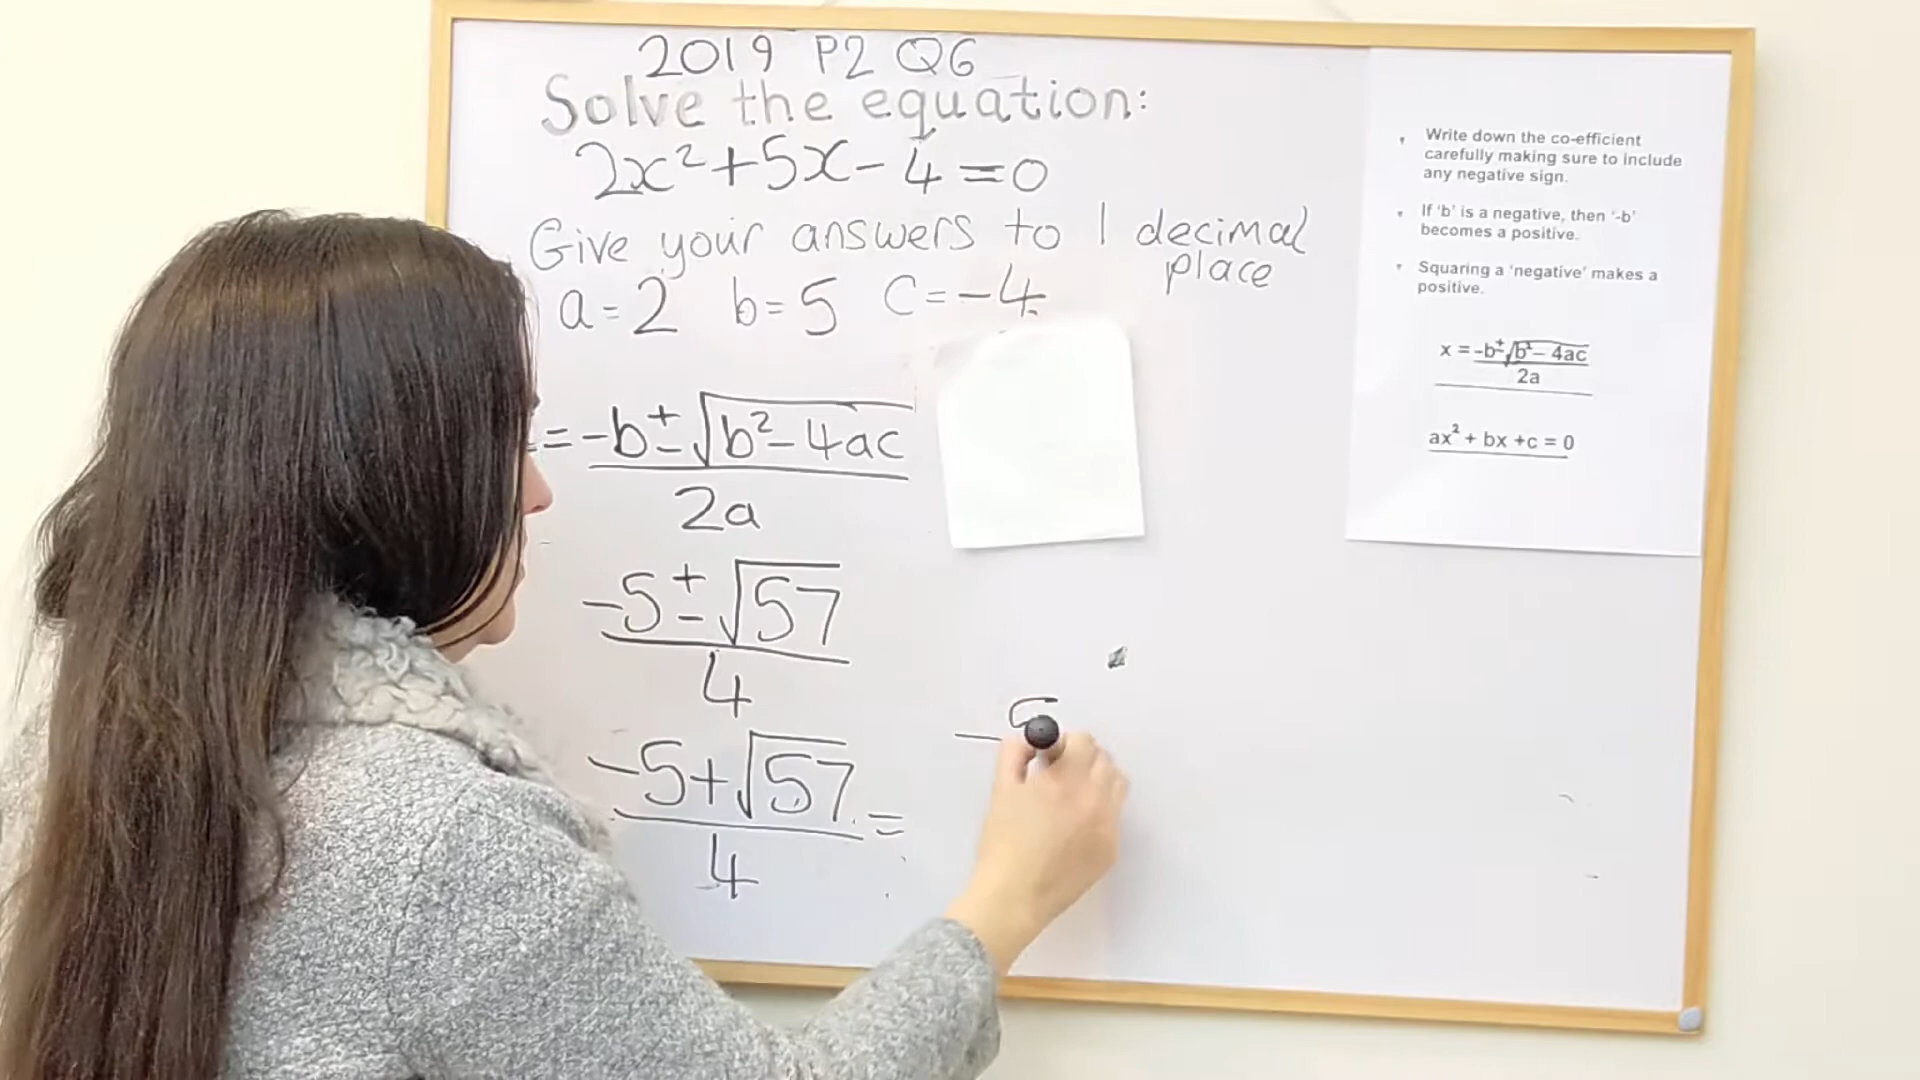 2019 P2 Q6
Solve the equation:
2x²+5x-4=0
Give your answers to 1 decimal
place
a=2 b=5 c=-4
=-b±√b²-4ac
2a
-5±√57
4
-5+√57 =
4
-5
Write down the co-efficient
carefully making sure to include
any negative sign.
If 'b' is a negative, then '-b'
becomes a positive.
Squaring a 'negative' makes a
positive.
x = -b±√b²- 4ac
2a
ax² + bx +c = 0